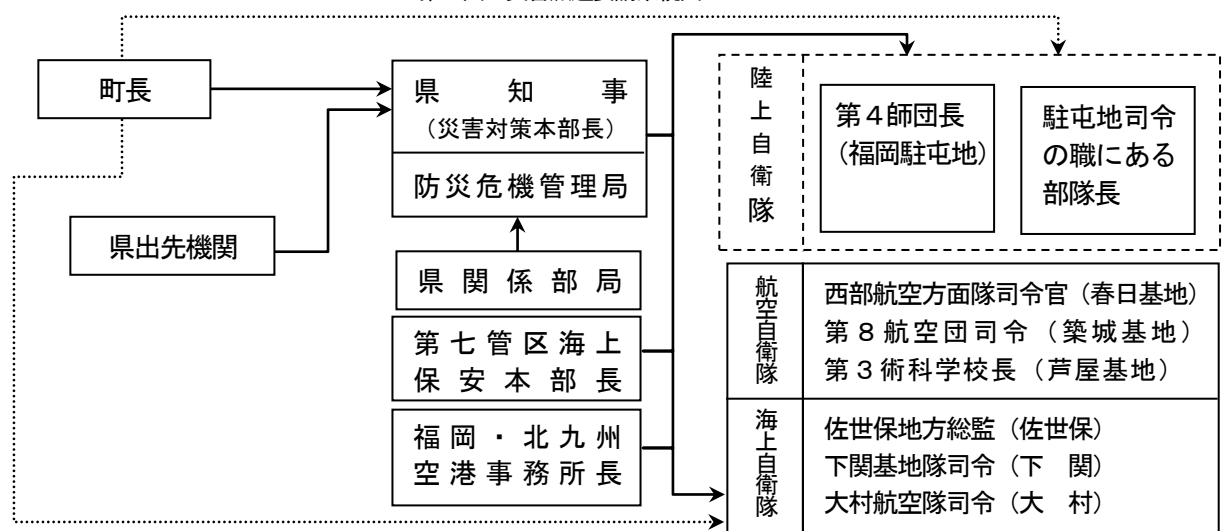 町長
県出先機関
県知事
（災害対策本部長）
防災危機管理局
県関係部局
第七管区海上
保安本部長
福岡・北九州
空港事務所長
陸上自衛隊
第４師団長
（福岡駐屯地）
駐屯地司令
の職にある
部隊長
航空自衛隊
西部航空方面隊司令官（春日基地）
第８航空団司令（築城基地）
第３術科学校長（芦屋基地）
海上自衛隊
佐世保地方総監（佐世保）
下関基地隊司令（下　関）
大村航空隊司令（大　村）